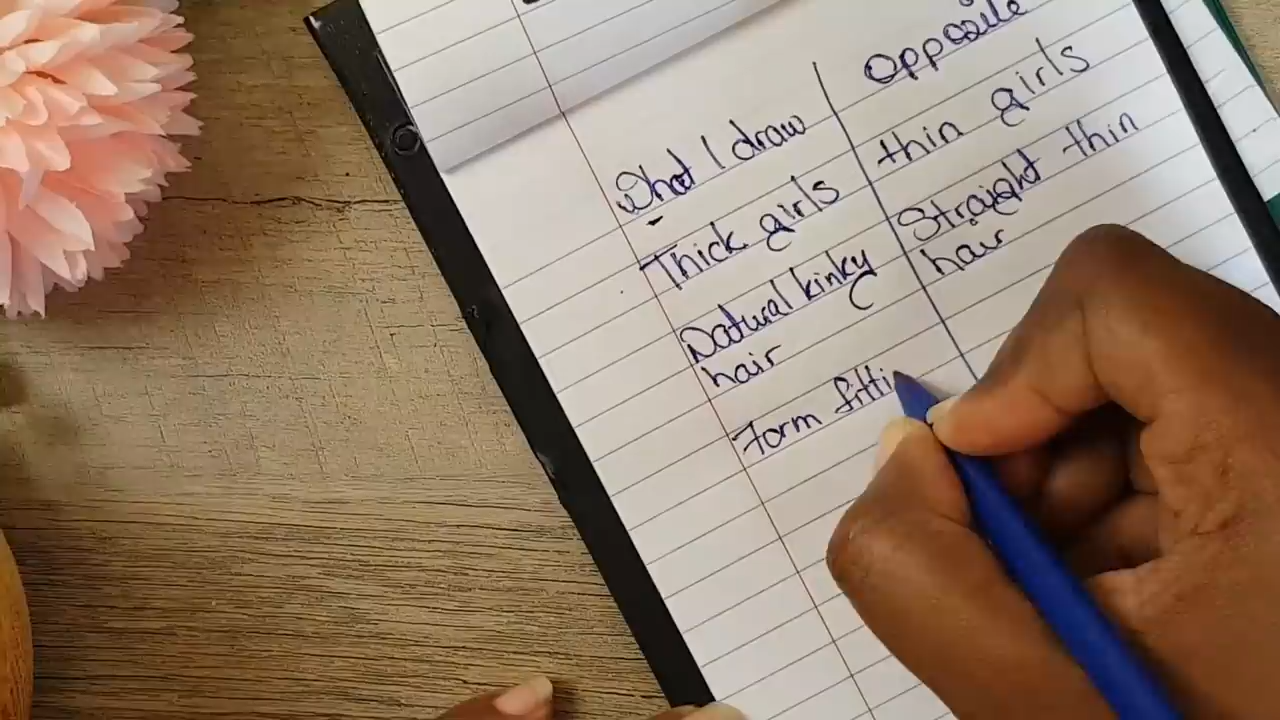 What I draw
Opposite
Thick girls
thin girls
Natural kinky
hair
Straight thin
hair
Form fitti